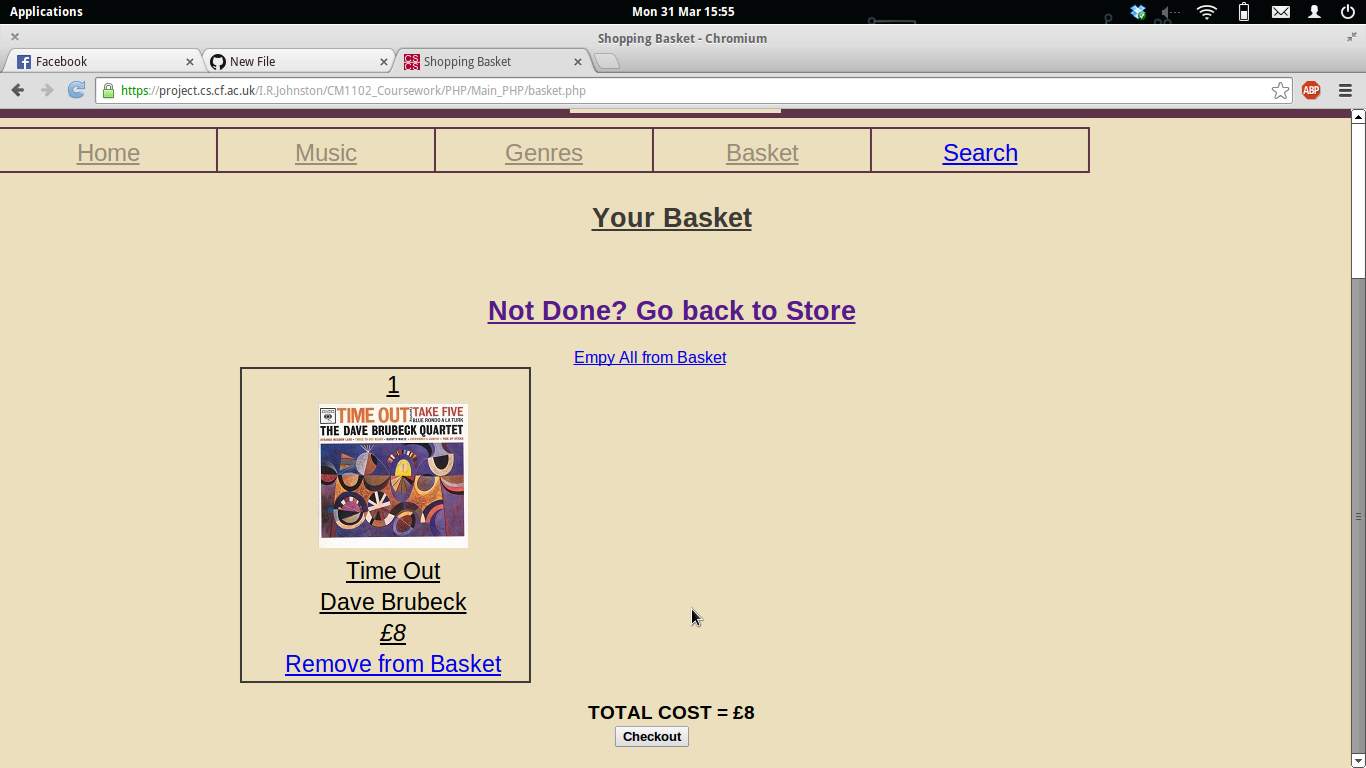 Applications
Mon 31 Mar 15:55
Shopping Basket - Chromium
Facebook
New File
Shopping Basket
https://project.cs.cf.ac.uk/I.R.Johnston/CM1102_Coursework/PHP/Main_PHP/basket.php
ABP
Home
Music
Genres
Basket
Search
Your Basket
Not Done? Go back to Store
Empy All from Basket
1
TIME OUT TAKE FIVE
BLUE RONDO A LA TURK
THE DAVE BRUBECK QUARTET
Time Out
Dave Brubeck
£8
Remove from Basket
TOTAL COST = £8
Checkout